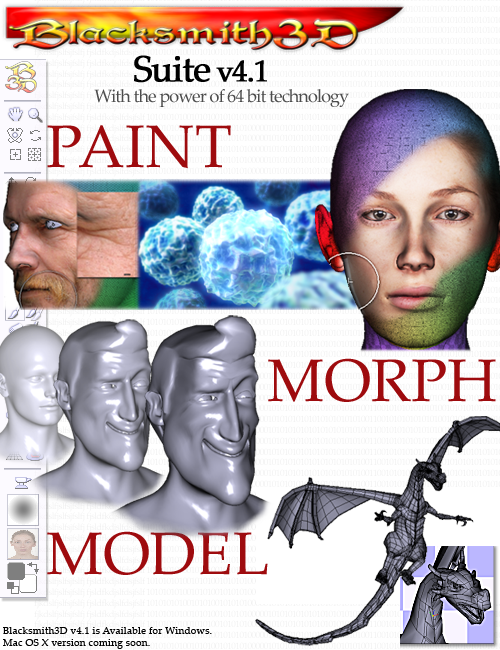 Blacksmith3D
Suite v4.1
With the power of 64 bit technology
B
3D
PAINT
MORPH
MODEL
Blacksmith3D v4.1 is Available for Windows.
Mac OS X version coming soon.